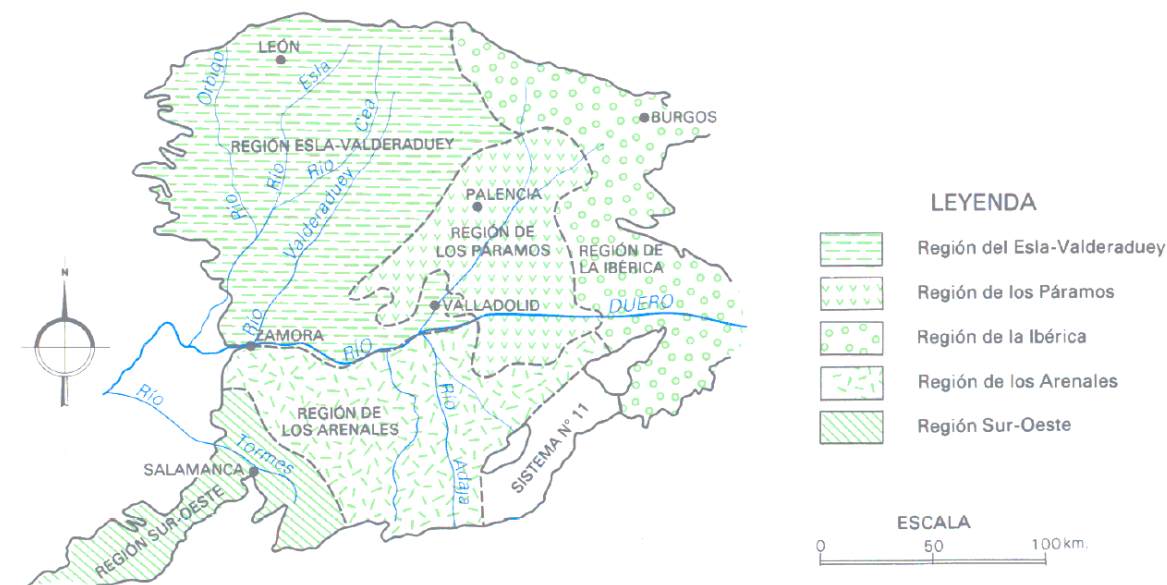 LEÓN
Orbigo
Esla
Cea
BURGOS
REGIÓN ESLA-VALDERADUEY
Río
Río
Río
Valderaduey
PALENCIA
REGIÓN DE
LOS PÁRAMOS
REGIÓN DE
LA IBÉRICA
VALLADOLID
DUERO
N
Río
ZAMORA
RÍO
Río
Río
REGIÓN DE
LOS ARENALES
Tormes
SALAMANCA
Adaja
SISTEMA N° 11
REGIÓN SUR-OESTE
LEYENDA
Región del Esla-Valderaduey
Región de los Páramos
Región de la Ibérica
Región de los Arenales
Región Sur-Oeste
ESCALA
0 50 100 km.